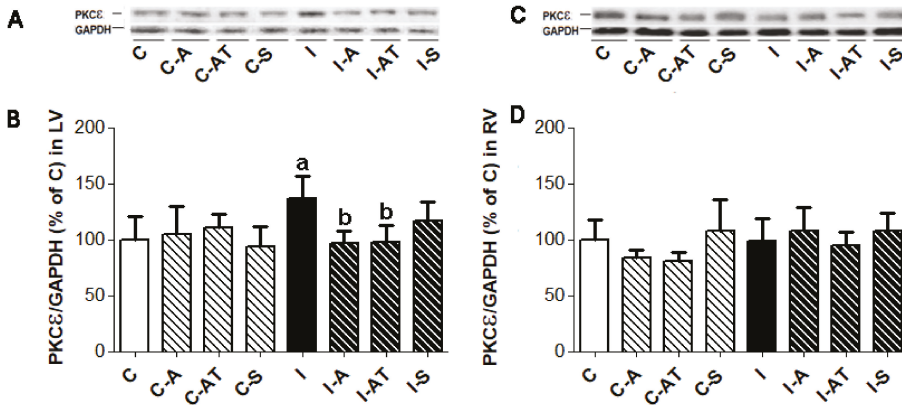 A
PKCε
GAPDH
C C-A C-AT C-S I I-A I-AT I-S
C
PKCε
GAPDH
C C-A C-AT C-S I I-A I-AT I-S
B
PKCε/GAPDH (% of C) in LV
200
150
100
50
0
a
b
b
C C-A C-AT C-S I I-A I-AT I-S
D
PKCε/GAPDH (% of C) in RV
200
150
100
50
0
C C-A C-AT C-S I I-A I-AT I-S